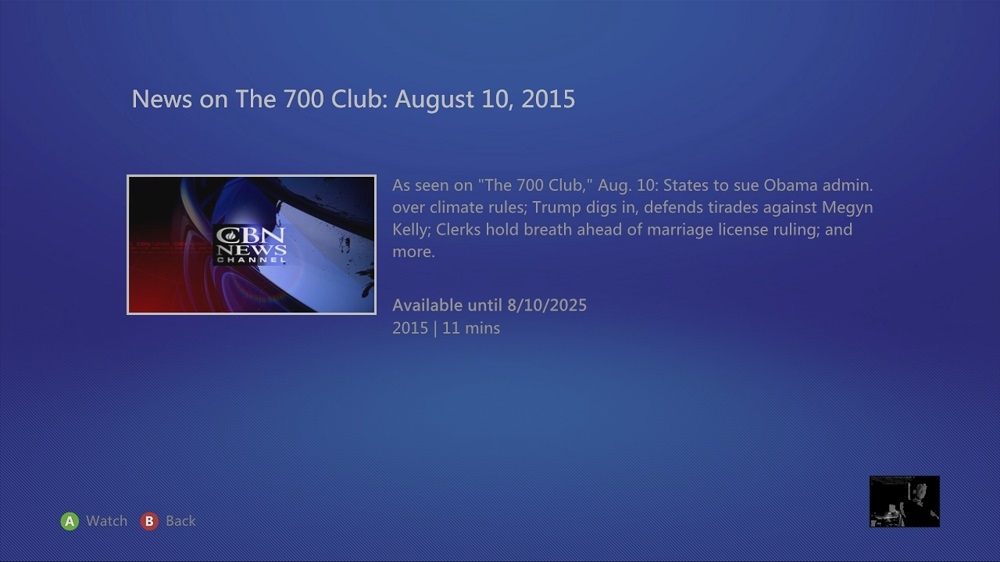 News on The 700 Club: August 10, 2015
As seen on "The 700 Club," Aug. 10: States to sue Obama admin.
over climate rules; Trump digs in, defends tirades against Megyn
Kelly; Clerks hold breath ahead of marriage license ruling; and
more.
CBN
NEWS
CHANNEL
Available until 8/10/2025
2015 | 11 mins
A Watch B Back